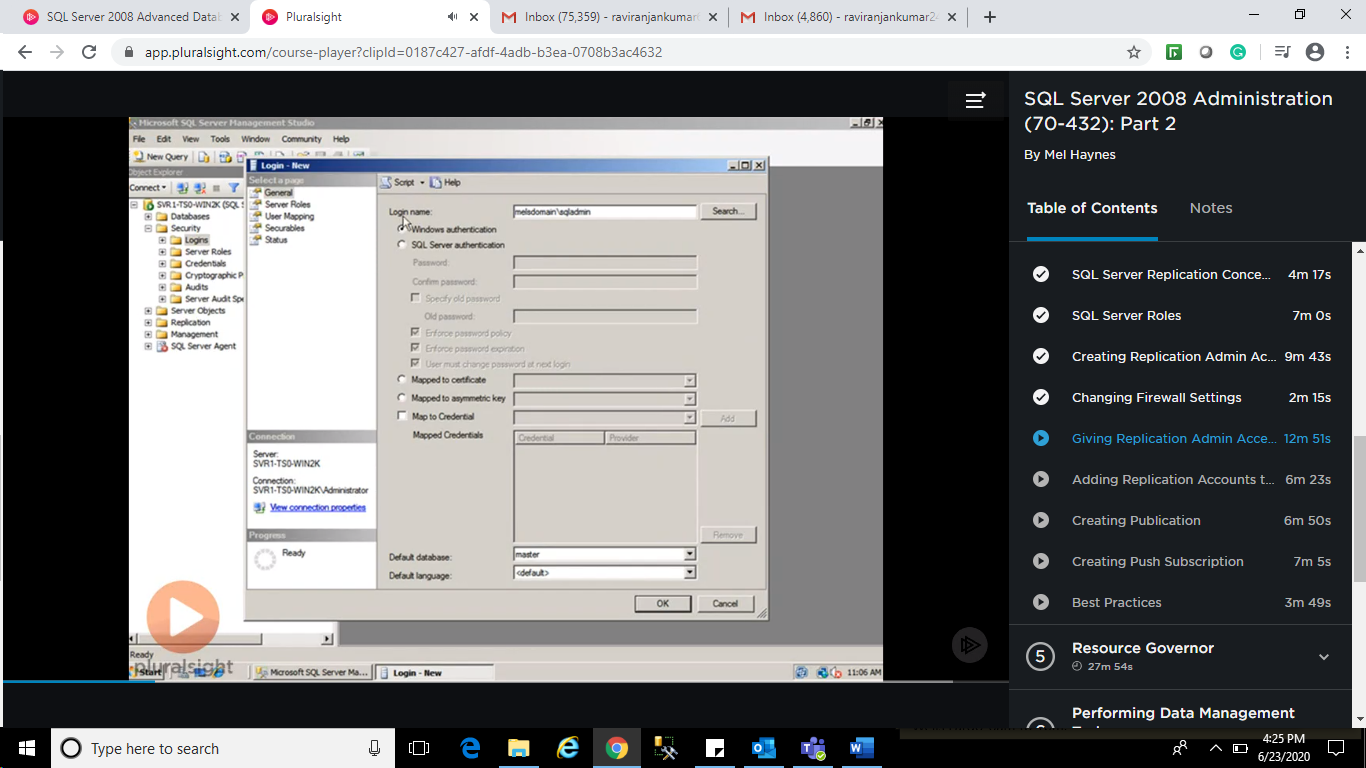 SQL Server 2008 Advanced Datab
Pluralsight
Inbox (75,359) - raviranjankumar
Inbox (4,860) - raviranjankumar2
app.pluralsight.com/course-player?clipId=0187c427-afdf-4adb-b3ea-0708b3ac4632
Microsoft SQL Server Management Studio
File Edit View Tools Window Community Help
New Query
Object Explorer
Connect
SVR1-TS0-WIN2K (SQL
Databases
Security
Logins
Server Roles
Credentials
Cryptographic P
Audits
Server Audit Spe
Server Objects
Replication
Management
SQL Server Agent
Login - New
Select a page
General
Server Roles
User Mapping
Securables
Status
Script Help
Login name: melsdomain\sqladmin Search...
Windows authentication
SQL Server authentication
Password:
Confirm password:
Specify old password
Old password:
Enforce password policy
Enforce password expiration
User must change password at next login
Mapped to certificate
Mapped to asymmetric key
Map to Credential Add
Mapped Credentials Credential Provider
Remove
Default database: master
Default language: <default>
OK Cancel
Connection
Server:
SVR1-TS0-WIN2K
Connection:
SVR1-TS0-WIN2K\Administrator
View connection properties
Progress
Ready
Ready
pluralsight
Start Microsoft SQL Server Ma... Login - New 11:06 AM
SQL Server 2008 Administration
(70-432): Part 2
By Mel Haynes
Table of Contents Notes
SQL Server Replication Conce... 4m 17s
SQL Server Roles 7m 0s
Creating Replication Admin Ac... 9m 43s
Changing Firewall Settings 2m 15s
Giving Replication Admin Acce... 12m 51s
Adding Replication Accounts t... 6m 23s
Creating Publication 6m 50s
Creating Push Subscription 7m 5s
Best Practices 3m 49s
5 Resource Governor
27m 54s
Performing Data Management
Type here to search
4:25 PM
6/23/2020